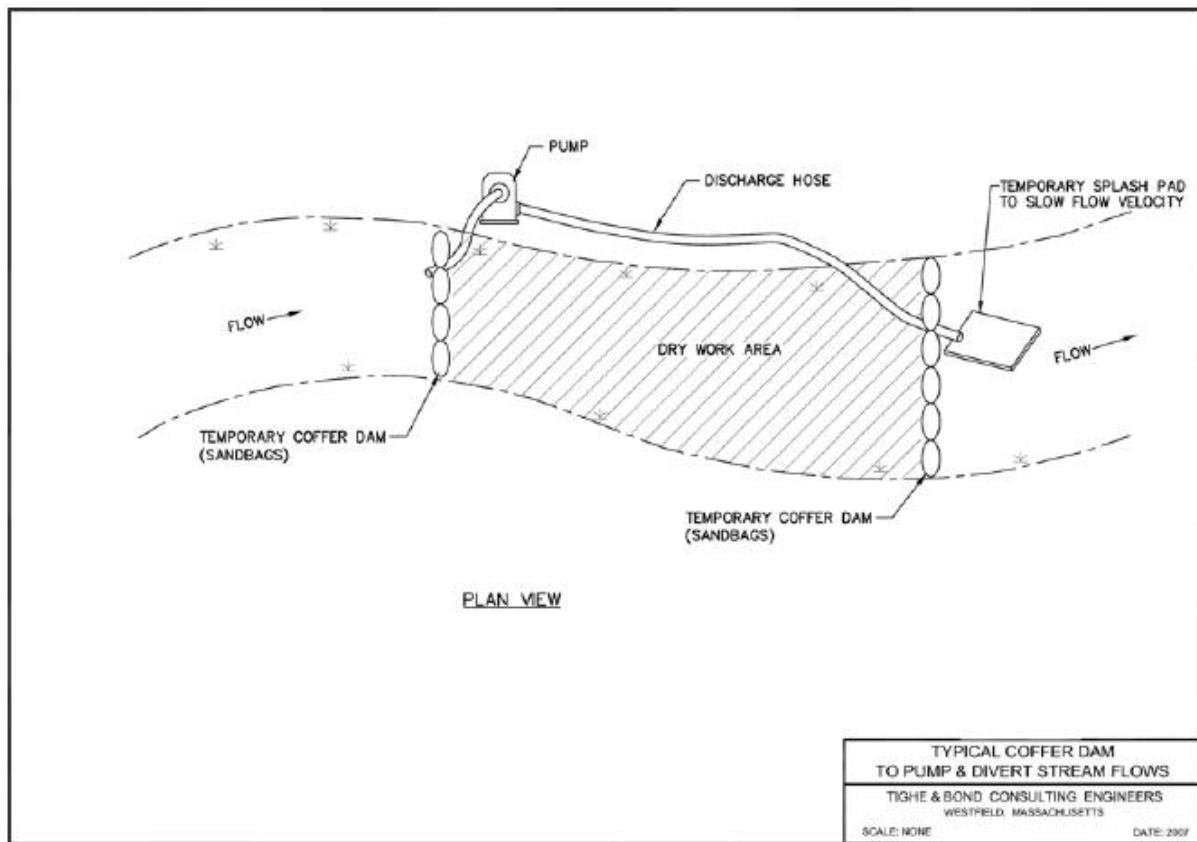 PUMP
DISCHARGE HOSE
TEMPORARY SPLASH PAD
TO SLOW FLOW VELOCITY
FLOW
DRY WORK AREA
FLOW
TEMPORARY COFFER DAM
(SANDBAGS)
TEMPORARY COFFER DAM
(SANDBAGS)
PLAN VIEW
TYPICAL COFFER DAM
TO PUMP & DIVERT STREAM FLOWS
TIGHE & BOND CONSULTING ENGINEERS
WESTFIELD, MASSACHUSETTS
SCALE: NONE DATE: 2007